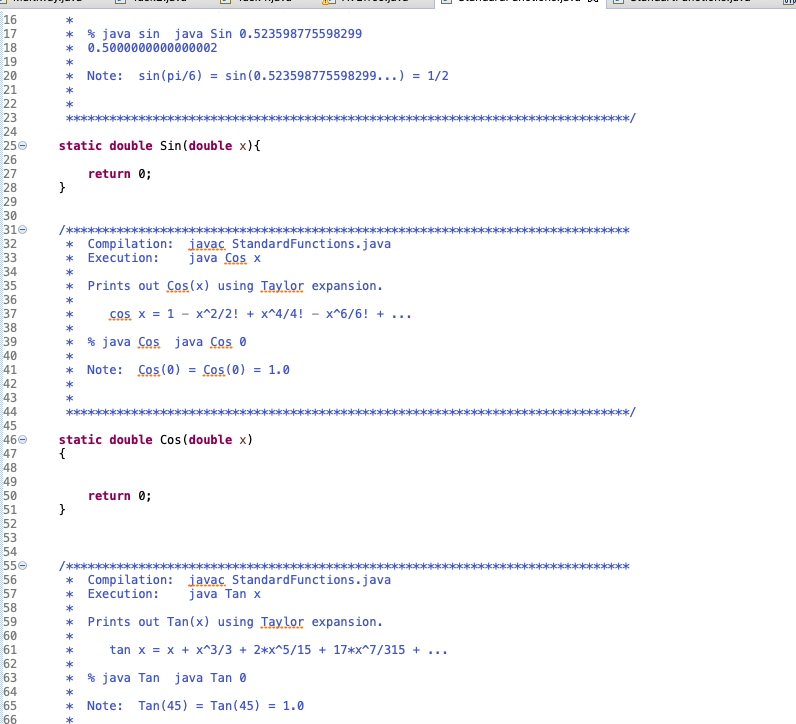 16 *
17 * % java sin  java Sin 0.523598775598299
18 * 0.5000000000000002
19 *
20 * Note:  sin(pi/6) = sin(0.523598775598299...) = 1/2
21 *
22 *
23 ******************************************************************************/
24
25 static double Sin(double x){
26
27 return 0;
28 }
29
30
31 /******************************************************************************
32 * Compilation:  javac StandardFunctions.java
33 * Execution:    java Cos x
34 *
35 * Prints out Cos(x) using Taylor expansion.
36 *
37 * cos x = 1 - x^2/2! + x^4/4! - x^6/6! + ...
38 *
39 * % java Cos  java Cos 0
40 *
41 * Note:  Cos(0) = Cos(0) = 1.0
42 *
43 *
44 ******************************************************************************/
45
46 static double Cos(double x)
47 {
48
49
50 return 0;
51 }
52
53
54
55 /******************************************************************************
56 * Compilation:  javac StandardFunctions.java
57 * Execution:    java Tan x
58 *
59 * Prints out Tan(x) using Taylor expansion.
60 *
61 * tan x = x + x^3/3 + 2*x^5/15 + 17*x^7/315 + ...
62 *
63 * % java Tan  java Tan 0
64 *
65 * Note:  Tan(45) = Tan(45) = 1.0
66 *